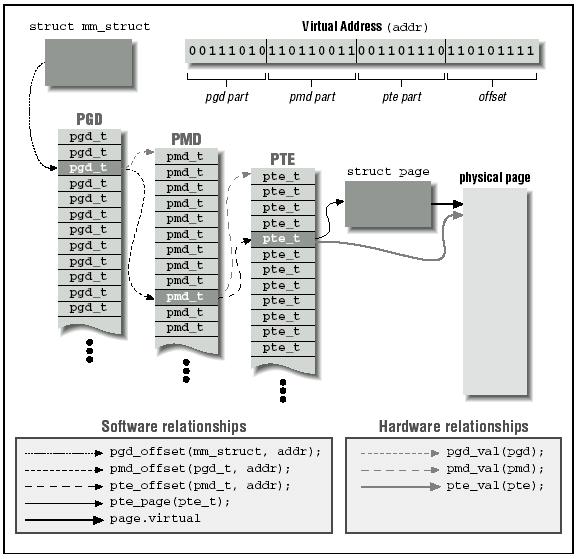 struct mm_struct
Virtual Address (addr)
00111010110110011001101110110101111
pgd part
pmd part
pte part
offset
PGD
pgd_t
pgd_t
pgd_t
pgd_t
pgd_t
pgd_t
pgd_t
pgd_t
pgd_t
pgd_t
pgd_t
pgd_t
PMD
pmd_t
pmd_t
pmd_t
pmd_t
pmd_t
pmd_t
pmd_t
pmd_t
pmd_t
pmd_t
pmd_t
pmd_t
PTE
pte_t
pte_t
pte_t
pte_t
pte_t
pte_t
pte_t
pte_t
pte_t
pte_t
pte_t
pte_t
struct page
physical page
Software relationships
pgd_offset(mm_struct, addr);
pmd_offset(pgd_t, addr);
pte_offset(pmd_t, addr);
pte_page(pte_t);
page.virtual
Hardware relationships
pgd_val(pgd);
pmd_val(pmd);
pte_val(pte);